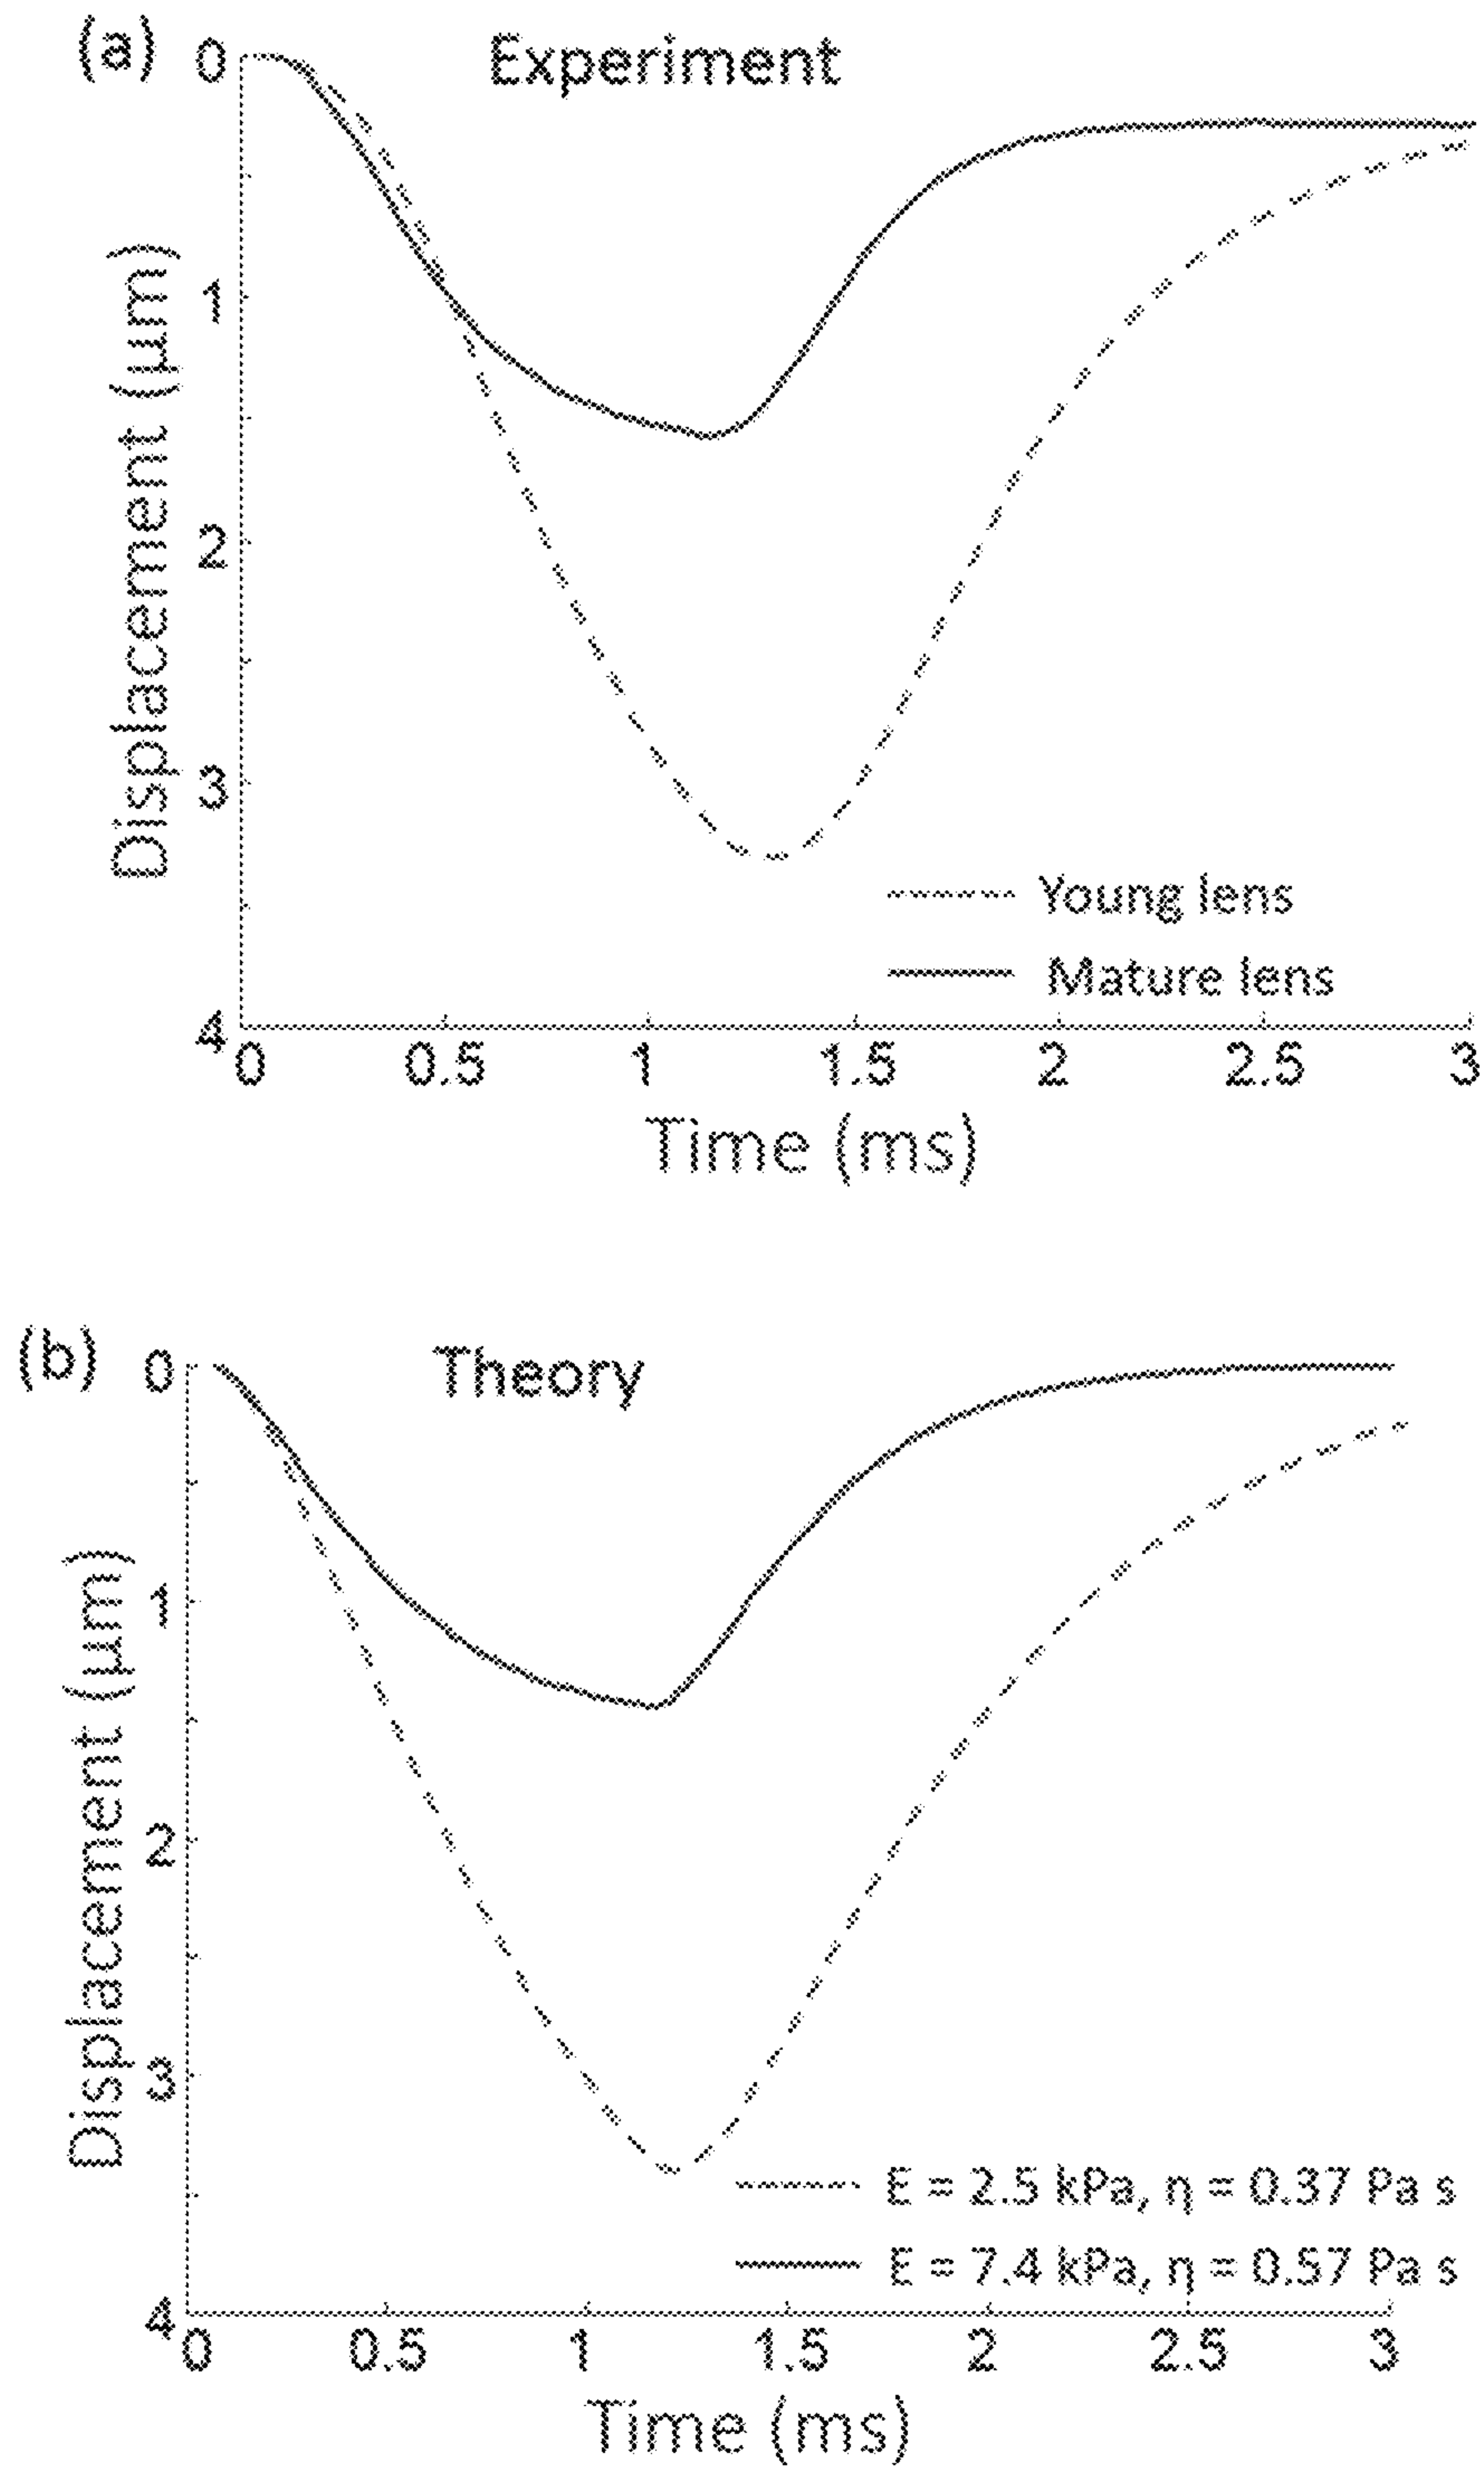 (a)
Experiment
0
1
2
3
4
Displacement (μm)
Young lens
Mature lens
0 0.5 1 1.5 2 2.5 3
Time (ms)
(b)
Theory
0
1
2
3
4
Displacement (μm)
E = 2.5 kPa, η = 0.37 Pa s
E = 7.4 kPa, η = 0.57 Pa s
0 0.5 1 1.5 2 2.5 3
Time (ms)